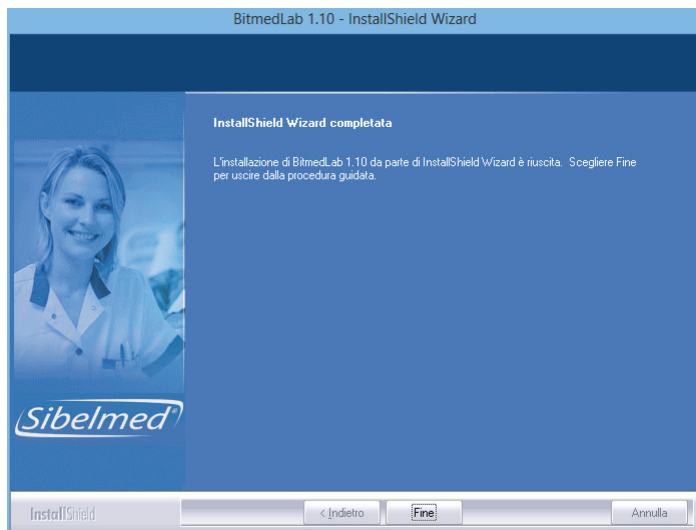 BitmedLab 1.10 - InstallShield Wizard
InstallShield Wizard completata
L'installazione di BitmedLab 1.10 da parte di InstallShield Wizard è riuscita.  Scegliere Fine
per uscire dalla procedura guidata.
Sibelmed®
InstallShield
< Indietro
Fine
Annulla